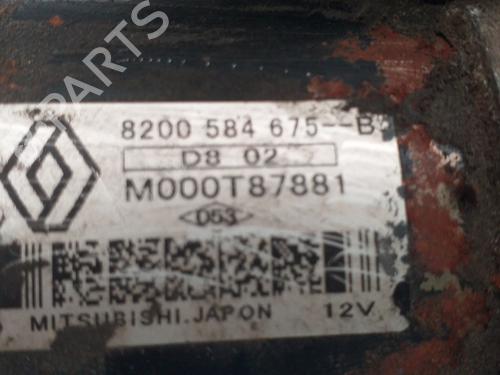 PARTS
8200 584 675--B
D8 02
M000T87881
D53
MITSUBISHI.JAPON 12V